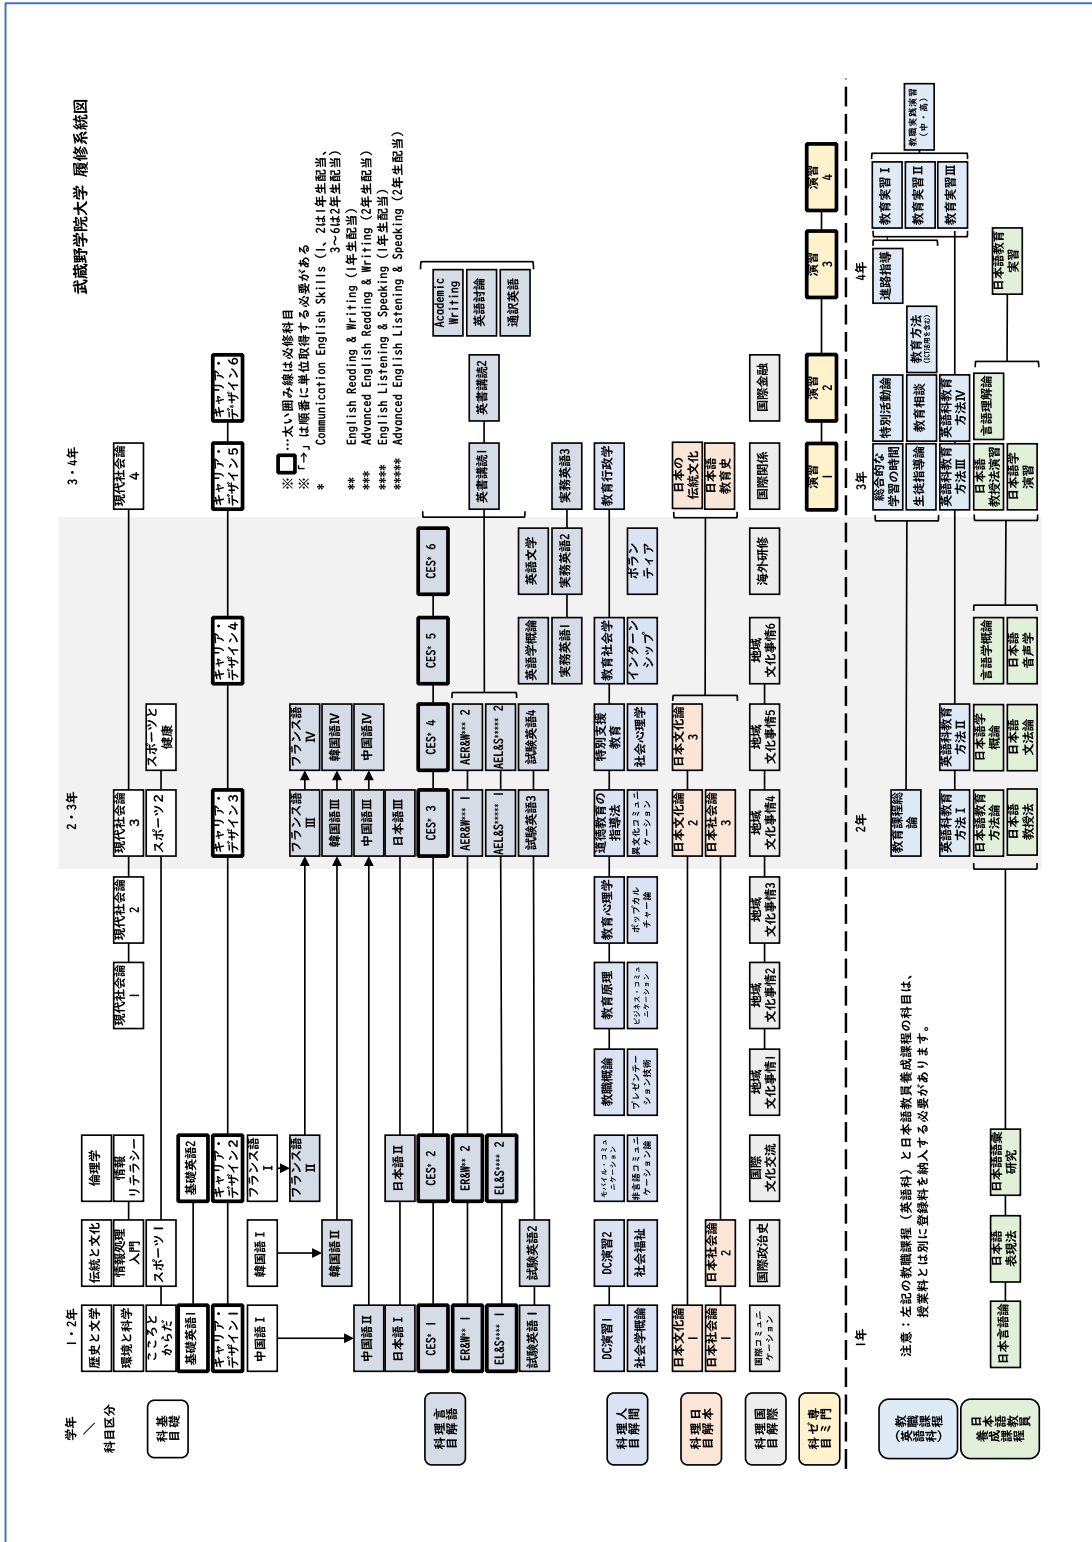 武蔵野学院大学 履修系統図
学年
／
科目区分
1・2年
2・3年
3・4年
…太い囲み線は必修科目
※「→」は順番に単位取得する必要がある
* Communication English Skills (1、2は1年生配当、
3～6は2年生配当)
** English Reading & Writing (1年生配当)
*** Advanced English Reading & Writing (2年生配当)
**** English Listening & Speaking (1年生配当)
***** Advanced English Listening & Speaking (2年生配当)
基礎
科目
歴史と文学
伝統と文化
倫理学
環境と科学
情報処理
入門
情報
リテラシー
現代社会論
1
現代社会論
2
現代社会論
3
現代社会論
4
こころと
からだ
スポーツ1
スポーツ2
スポーツと
健康
基礎英語1
基礎英語2
キャリア・
デザイン1
キャリア・
デザイン2
キャリア・
デザイン3
キャリア・
デザイン4
キャリア・
デザイン5
キャリア・
デザイン6
中国語Ⅰ
韓国語Ⅰ
フランス語
Ⅰ
言語
理解
科目
フランス語
Ⅱ
フランス語
Ⅲ
フランス語
Ⅳ
韓国語Ⅱ
韓国語Ⅲ
韓国語Ⅳ
中国語Ⅱ
中国語Ⅲ
中国語Ⅳ
日本語Ⅰ
日本語Ⅱ
日本語Ⅲ
CES* 1
CES* 2
CES* 3
CES* 4
CES* 5
CES* 6
ER&W** 1
ER&W** 2
AER&W*** 1
AER&W*** 2
EL&S**** 1
EL&S**** 2
AEL&S***** 1
AEL&S***** 2
試験英語1
試験英語2
試験英語3
試験英語4
英語学概論
英語文学
実務英語1
実務英語2
実務英語3
英書講読1
英書講読2
Academic
Writing
英語討論
通訳英語
人間
理解
科目
DC演習1
DC演習2
モバイル・コミュ
ニケーション
教職概論
教育原理
教育心理学
道徳教育の
指導法
特別支援
教育
教育社会学
教育行政学
社会学概論
社会福祉
非言語コミュニ
ケーション論
プレゼンテー
ション技術
ビジネス・コミュ
ニケーション
ポップカル
チャー論
異文化コミュニ
ケーション
社会心理学
インターン
シップ
ボラン
ティア
日本
理解
科目
日本文化論
1
日本文化論
2
日本文化論
3
日本の
伝統文化
日本社会論
1
日本社会論
2
日本社会論
3
日本語
教育史
国際
理解
科目
国際コミュニ
ケーション
国際政治史
国際
文化交流
地域
文化事情1
地域
文化事情2
地域
文化事情3
地域
文化事情4
地域
文化事情5
地域
文化事情6
海外研修
国際関係
国際金融
専門
ゼミ
科目
演習
1
演習
2
演習
3
演習
4
1年
2年
3年
4年
注意：左記の教職課程（英語科）と日本語教員養成課程の科目は、
授業料とは別に登録料を納入する必要があります。
教職課程
（英語科）
教育課程総
論
総合的な
学習の時間
特別活動論
進路指導
生徒指導論
教育相談
教育方法
(ICT活用を含む)
英語科教育
方法Ⅰ
英語科教育
方法Ⅱ
英語科教育
方法Ⅲ
英語科教育
方法Ⅳ
教育実習Ⅰ
教育実習Ⅱ
教育実習Ⅲ
教職実践演習
(中・高)
日本語教員
養成課程
日本言語論
日本語
表現法
日本語語彙
研究
日本語教育
方法論
日本語学
概論
言語学概論
日本語
教授法演習
言語理解論
日本語
教授法
日本語
文法論
日本語
音声学
日本語学
演習
日本語教育
実習